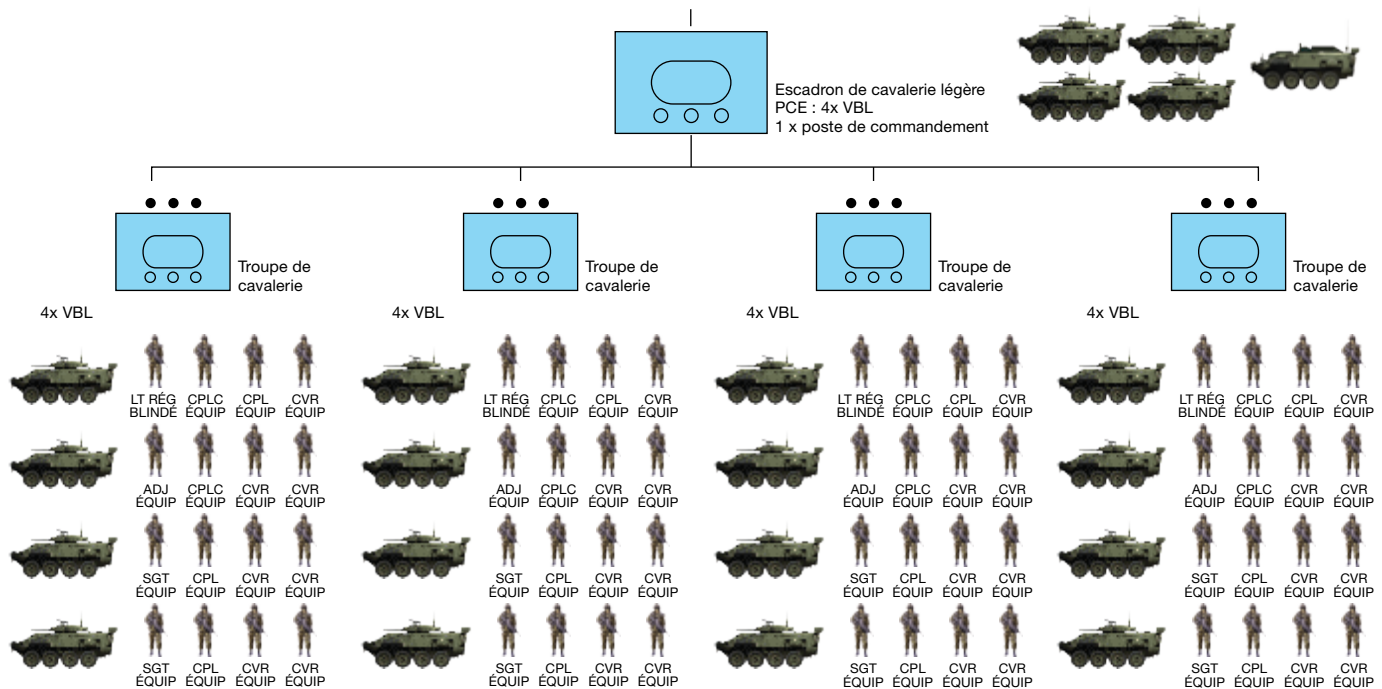 Escadron de cavalerie légère
PCE : 4x VBL
1 x poste de commandement
Troupe de
cavalerie
Troupe de
cavalerie
Troupe de
cavalerie
Troupe de
cavalerie
4x VBL
4x VBL
4x VBL
4x VBL
LT RÉG CPLC CPL CVR
BLINDÉ ÉQUIP ÉQUIP ÉQUIP
LT RÉG CPLC CPL CVR
BLINDÉ ÉQUIP ÉQUIP ÉQUIP
LT RÉG CPLC CPL CVR
BLINDÉ ÉQUIP ÉQUIP ÉQUIP
LT RÉG CPLC CPL CVR
BLINDÉ ÉQUIP ÉQUIP ÉQUIP
ADJ CPLC CVR CVR
ÉQUIP ÉQUIP ÉQUIP ÉQUIP
ADJ CPLC CVR CVR
ÉQUIP ÉQUIP ÉQUIP ÉQUIP
ADJ CPLC CVR CVR
ÉQUIP ÉQUIP ÉQUIP ÉQUIP
ADJ CPLC CVR CVR
ÉQUIP ÉQUIP ÉQUIP ÉQUIP
SGT CPL CVR CVR
ÉQUIP ÉQUIP ÉQUIP ÉQUIP
SGT CPL CVR CVR
ÉQUIP ÉQUIP ÉQUIP ÉQUIP
SGT CPL CVR CVR
ÉQUIP ÉQUIP ÉQUIP ÉQUIP
SGT CPL CVR CVR
ÉQUIP ÉQUIP ÉQUIP ÉQUIP
SGT CPL CVR CVR
ÉQUIP ÉQUIP ÉQUIP ÉQUIP
SGT CPL CVR CVR
ÉQUIP ÉQUIP ÉQUIP ÉQUIP
SGT CPL CVR CVR
ÉQUIP ÉQUIP ÉQUIP ÉQUIP
SGT CPL CVR CVR
ÉQUIP ÉQUIP ÉQUIP ÉQUIP